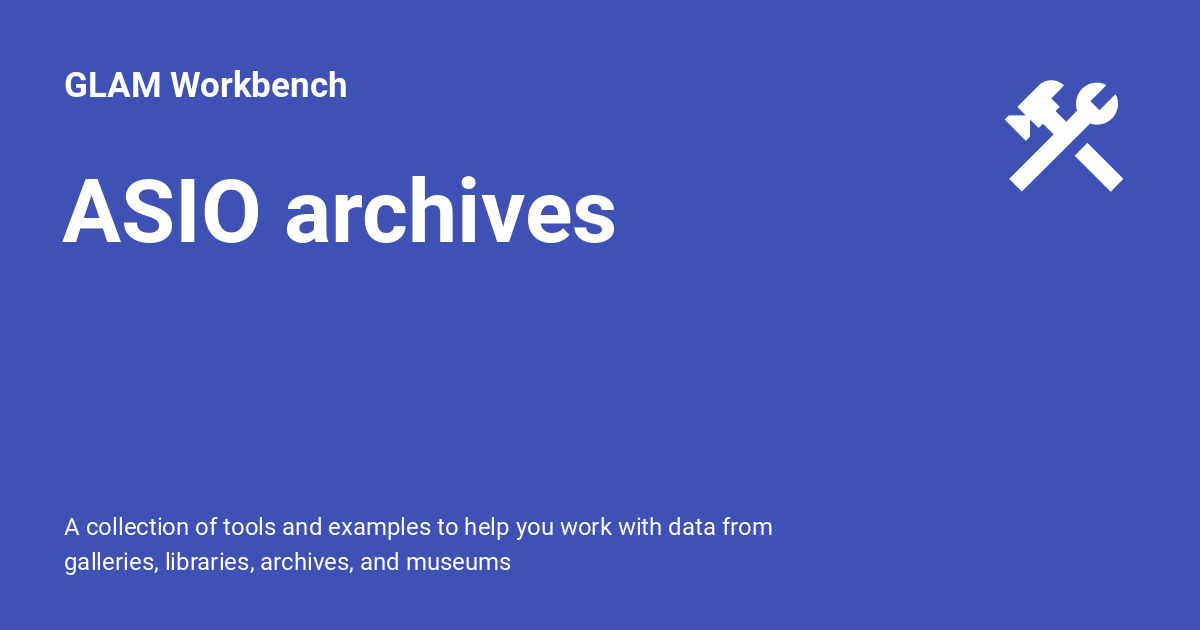 GLAM Workbench
ASIO archives
A collection of tools and examples to help you work with data from
galleries, libraries, archives, and museums